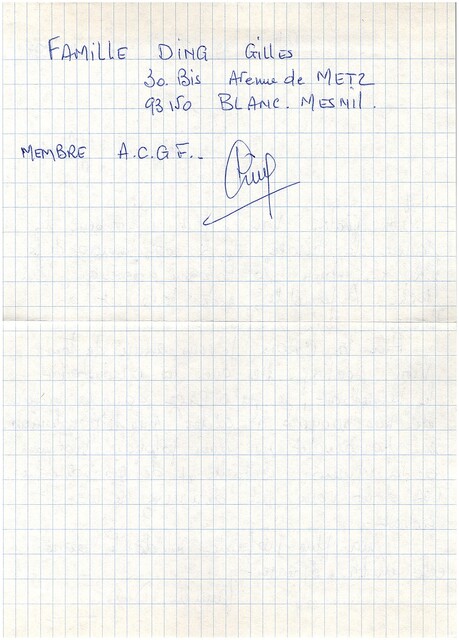 FAMILLE DING Gilles
30. Bis Avenue de METZ
93150 BLANC. MESNIL.
MEMBRE A.C.G.F.-